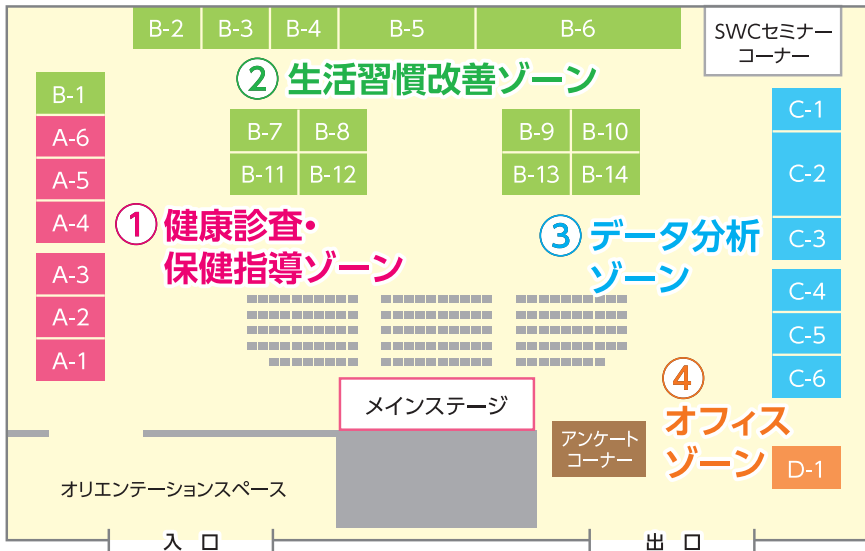 B-2 B-3 B-4 B-5 B-6
SWCセミナー
コーナー
② 生活習慣改善ゾーン
B-1
A-6
A-5
A-4
A-3
A-2
A-1
B-7 B-8
B-11 B-12
B-9 B-10
B-13 B-14
C-1
C-2
C-3
C-4
C-5
C-6
① 健康診査・
保健指導ゾーン
③ データ分析
ゾーン
メインステージ
④
オフィス
ゾーン
アンケート
コーナー
D-1
オリエンテーションスペース
入 口
出 口